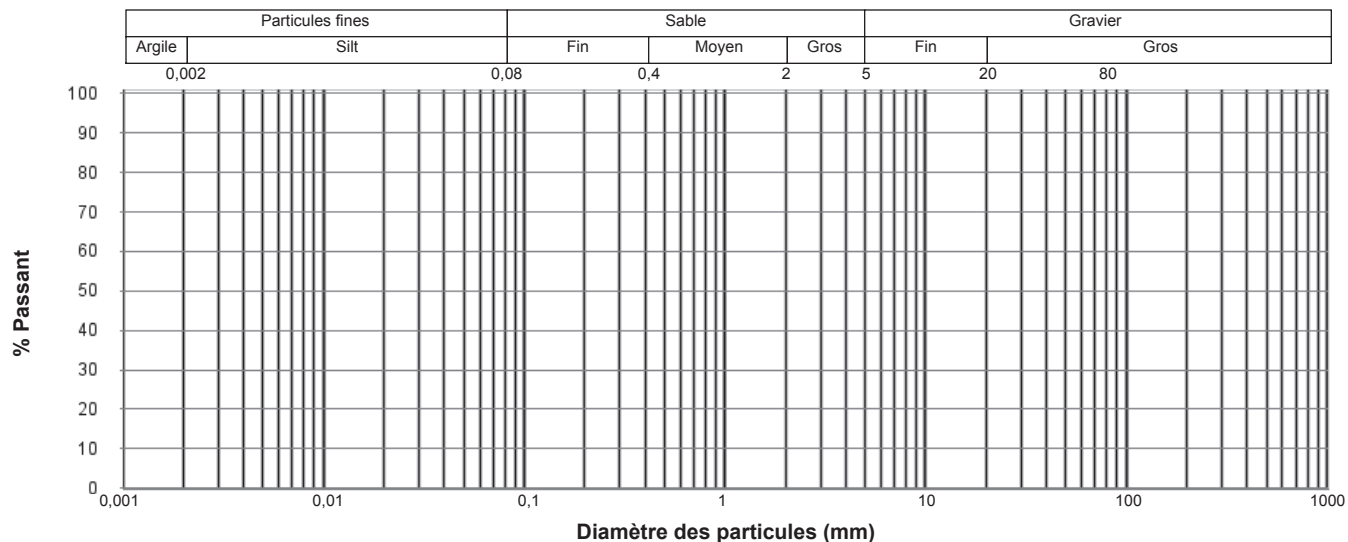 Particules fines Sable Gravier
Argile Silt Fin Moyen Gros Fin Gros
0,002 0,08 0,4 2 5 20 80
100
90
80
70
60
50
40
30
20
10
0
% Passant
0,001 0,01 0,1 1 10 100 1000
Diamètre des particules (mm)